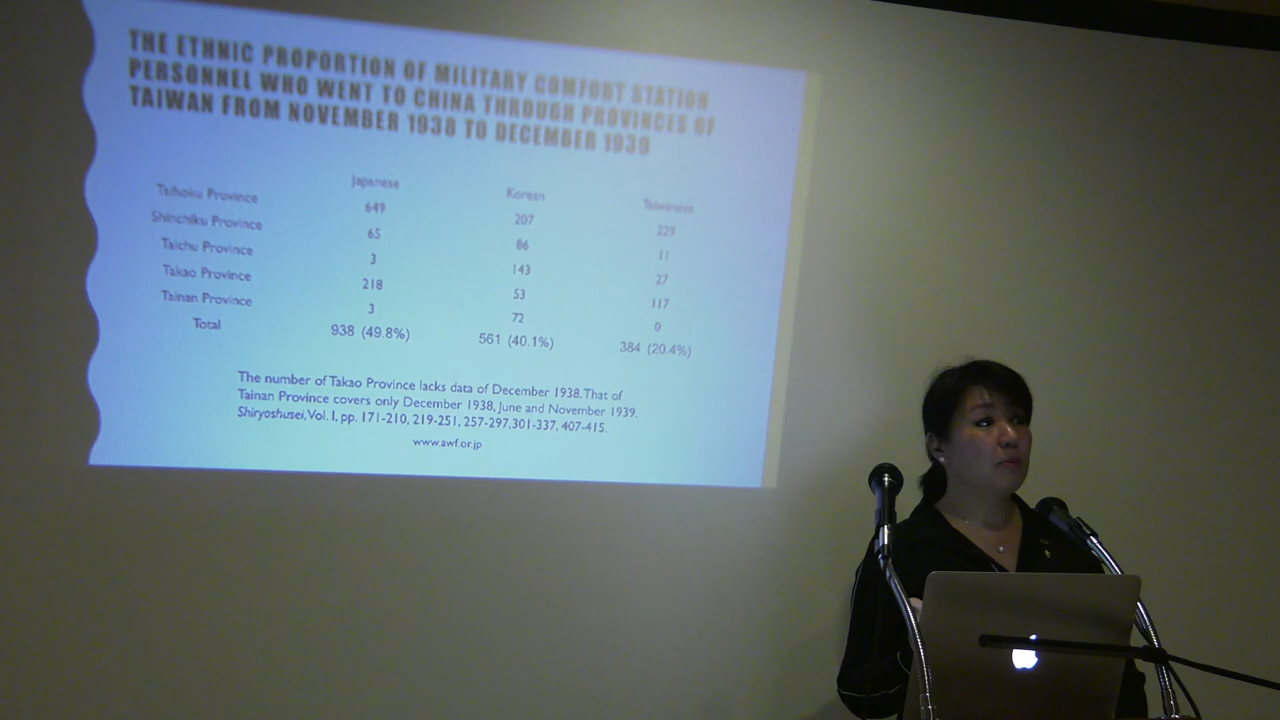 THE ETHNIC PROPORTION OF MILITARY COMFORT STATION
PERSONNEL WHO WENT TO CHINA THROUGH PROVINCES OF
TAIWAN FROM NOVEMBER 1938 TO DECEMBER 1939
Japanese Korean Taiwanese
Taihoku Province 649 207 229
Shinchiku Province 65 86 11
Taichu Province 3 143 27
Takao Province 218 53 117
Tainan Province 3 72 0
Total 938 (49.8%) 561 (40.1%) 384 (20.4%)
The number of Takao Province lacks data of December 1938. That of
Tainan Province covers only December 1938, June and November 1939.
Shiryoshusei, Vol. I, pp. 171-210, 219-251, 257-297,301-337, 407-415.
www.awf.or.jp